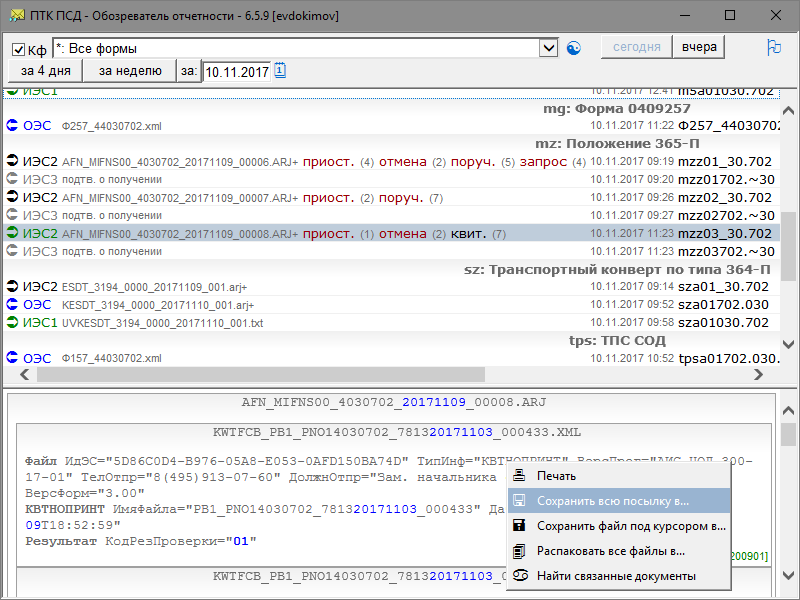 ПТК ПСД - Обозреватель отчетности - 6.5.9 [evdokimov]
Кф *: Все формы сегодня вчера
за 4 дня за неделю за: 10.11.2017 1
ИЭС1 10.11.2017 12:41 m5a01030.702
mg: Форма 0409257
ОЭС Ф257_44030702.xml 10.11.2017 11:22 Ф257_44030702
mz: Положение 365-П
ИЭС2 AFN_MIFNS00_4030702_20171109_00006.ARJ+ приост. (4) отмена (2) поруч. (5) запрос (4) 10.11.2017 09:19 mzz01_30.702
ИЭС3 подтв. о получении 10.11.2017 09:20 mzz01702.~30
ИЭС2 AFN_MIFNS00_4030702_20171109_00007.ARJ+ приост. (2) поруч. (7) 10.11.2017 09:26 mzz02_30.702
ИЭС3 подтв. о получении 10.11.2017 09:27 mzz02702.~30
ИЭС2 AFN_MIFNS00_4030702_20171109_00008.ARJ+ приост. (1) отмена (2) квит. (7) 10.11.2017 11:23 mzz03_30.702
ИЭС3 подтв. о получении 10.11.2017 11:23 mzz03702.~30
sz: Транспортный конверт по типа 364-П
ИЭС2 ESDT_3194_0000_20171109_001.arj+ 10.11.2017 09:14 sza01_30.702
ОЭС KESDT_3194_0000_20171110_001.arj+ 10.11.2017 09:52 sza01702.030
ИЭС1 UVKESDT_3194_0000_20171110_001.txt 10.11.2017 09:58 sza01030.702
tps: ТПС СОД
ОЭС Ф157_44030702.xml 10.11.2017 10:52 tpsa01702.030.
AFN_MIFNS00_4030702_20171109_00008.ARJ
KWTFCB_PB1_PNO14030702_781320171103_000433.XML
Файл ИдЭС="5D86C0D4-B976-05A8-E053-0AFD150BA74D" ТипИнф="КВТНОПРИНТ" ВерсПрог="АИС ЦОД 300-
17-01" ТелОтпр="8(495)913-07-60" ДолжнОтпр="Зам. начальника
ВерсФорм="3.00"
КВТНОПРИНТ ИмяФайла="PB1_PNO14030702_781320171103_000433" Да
09T18:52:59"
Результат КодРезПроверки="01"
200901]
KWTFCB_PB1_PNO14030702_781320171103_0
Печать
Сохранить всю посылку в...
Сохранить файл под курсором в...
Распаковать все файлы в...
Найти связанные документы